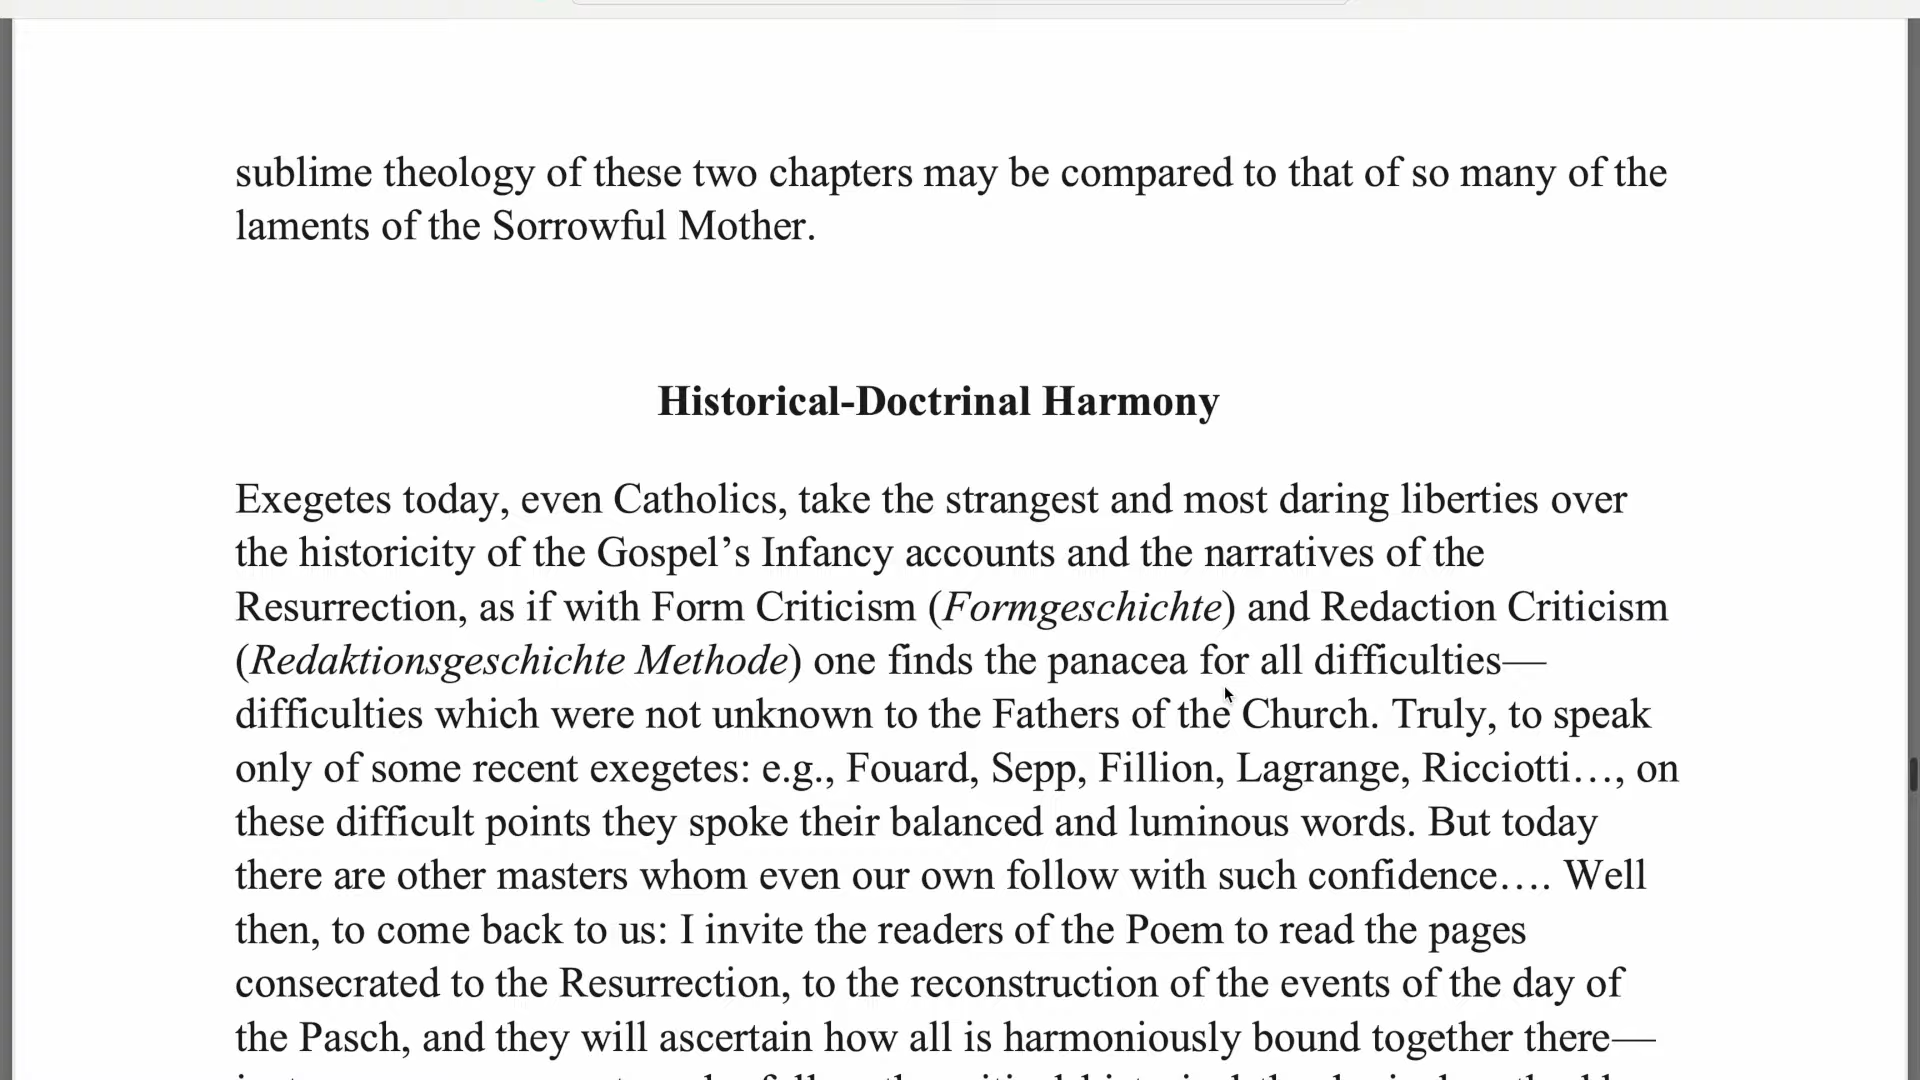 sublime theology of these two chapters may be compared to that of so many of the
laments of the Sorrowful Mother.
Historical-Doctrinal Harmony
Exegetes today, even Catholics, take the strangest and most daring liberties over
the historicity of the Gospel’s Infancy accounts and the narratives of the
Resurrection, as if with Form Criticism (Formgeschichte) and Redaction Criticism
(Redaktionsgeschichte Methode) one finds the panacea for all difficulties—
difficulties which were not unknown to the Fathers of the Church. Truly, to speak
only of some recent exegetes: e.g., Fouard, Sepp, Fillion, Lagrange, Ricciotti…, on
these difficult points they spoke their balanced and luminous words. But today
there are other masters whom even our own follow with such confidence…. Well
then, to come back to us: I invite the readers of the Poem to read the pages
consecrated to the Resurrection, to the reconstruction of the events of the day of
the Pasch, and they will ascertain how all is harmoniously bound together there—